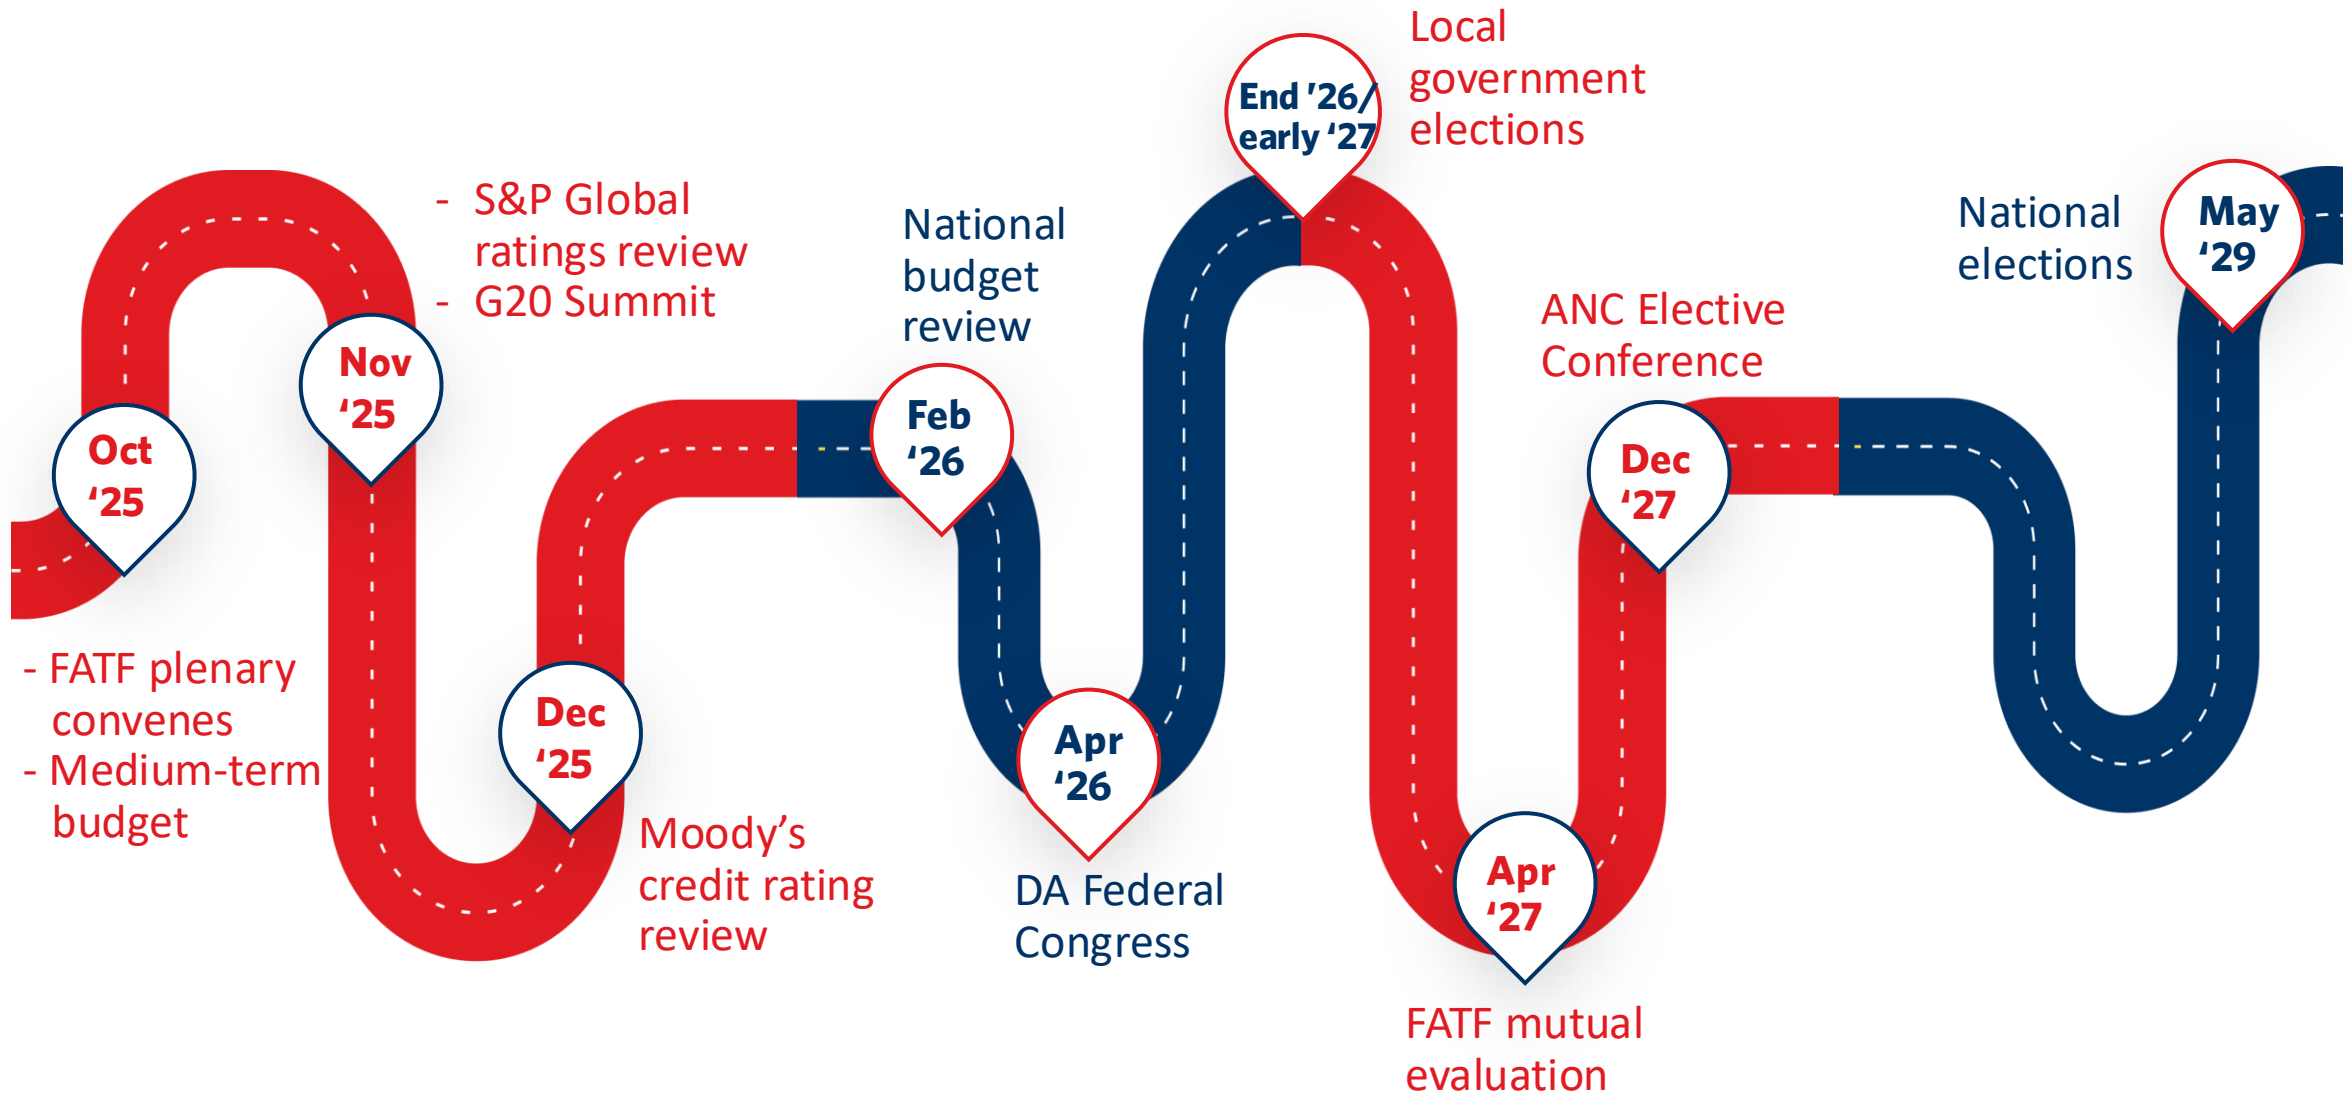 Oct
‘25
- FATF plenary
convenes
- Medium-term
budget
Nov
‘25
- S&P Global
ratings review
- G20 Summit
Dec
‘25
Moody’s
credit rating
review
National
budget
review
Feb
‘26
Apr
‘26
DA Federal
Congress
End ’26/
early ‘27
Local
government
elections
Apr
‘27
FATF mutual
evaluation
ANC Elective
Conference
Dec
‘27
National
elections
May
‘29